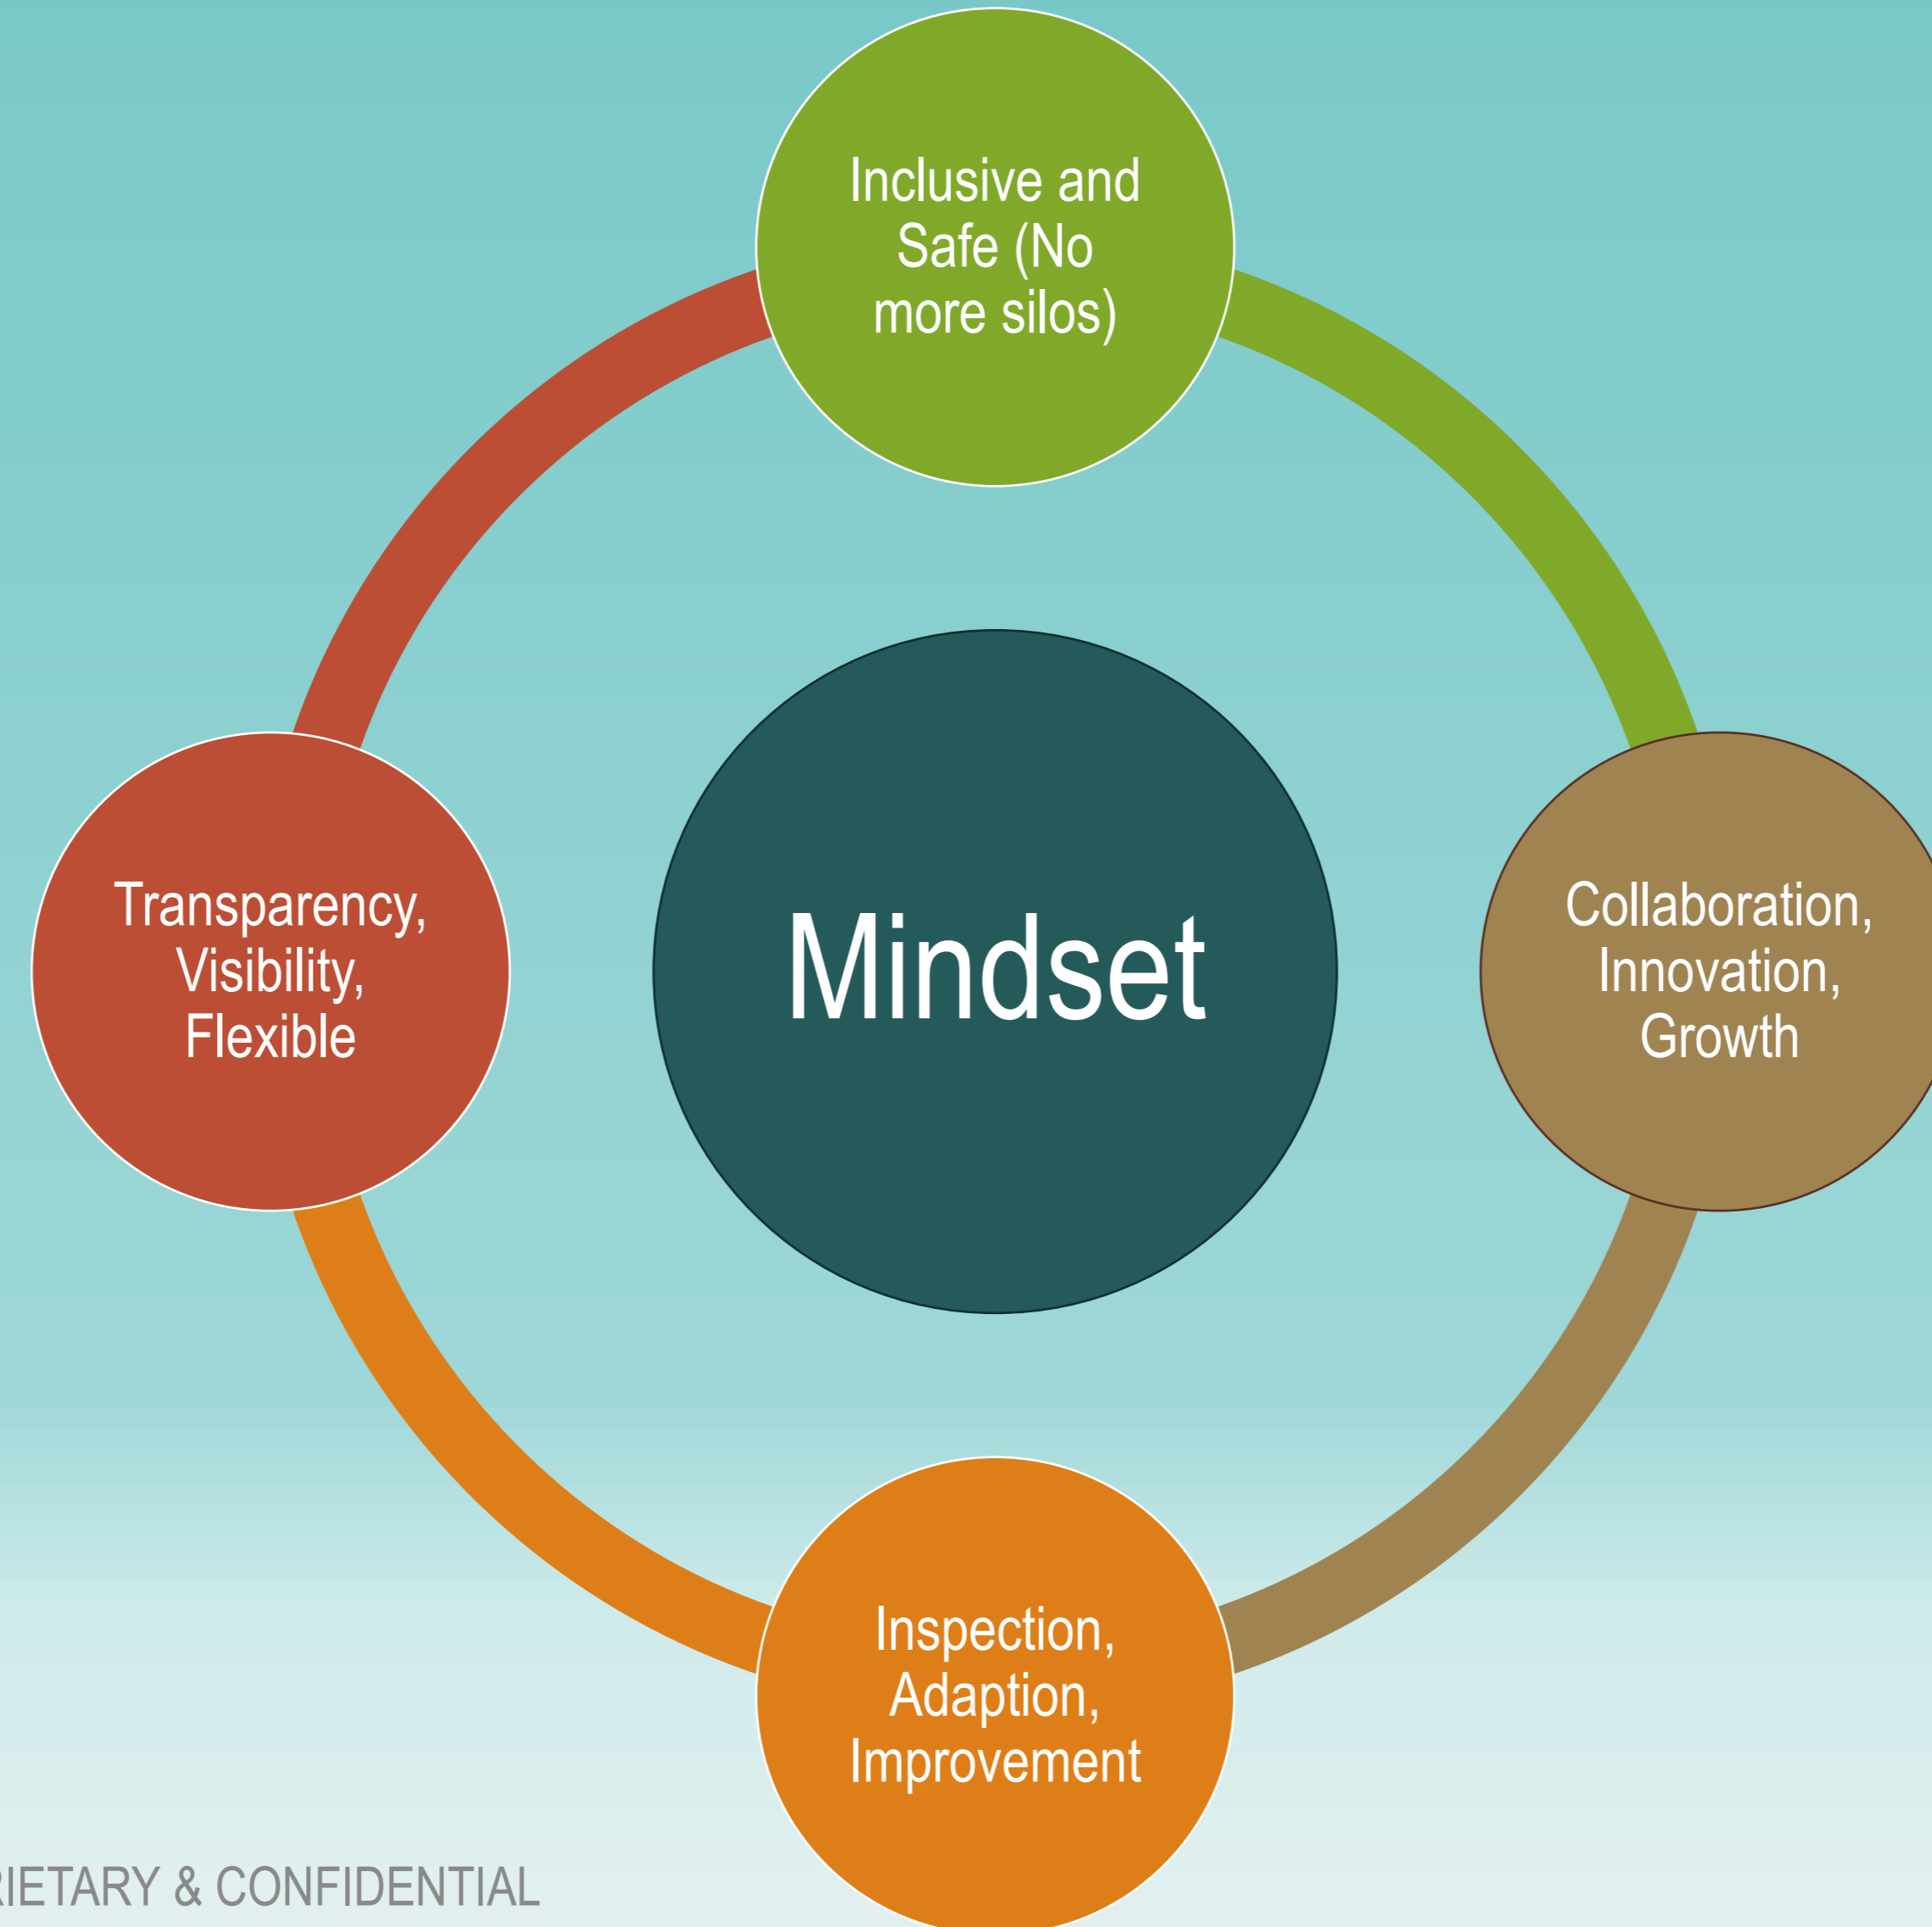 Inclusive and
Safe (No
more silos)
Transparency,
Visibility,
Flexible
Mindset
Collaboration,
Innovation,
Growth
Inspection,
Adaption,
Improvement
RIETARY & CONFIDENTIAL